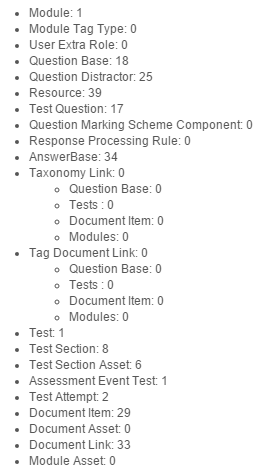 Module: 1
Module Tag Type: 0
User Extra Role: 0
Question Base: 18
Question Distractor: 25
Resource: 39
Test Question: 17
Question Marking Scheme Component: 0
Response Processing Rule: 0
AnswerBase: 34
Taxonomy Link: 0
Question Base: 0
Tests : 0
Document Item: 0
Modules: 0
Tag Document Link: 0
Question Base: 0
Tests : 0
Document Item: 0
Modules: 0
Test: 1
Test Section: 8
Test Section Asset: 6
Assessment Event Test: 1
Test Attempt: 2
Document Item: 29
Document Asset: 0
Document Link: 33
Module Asset: 0